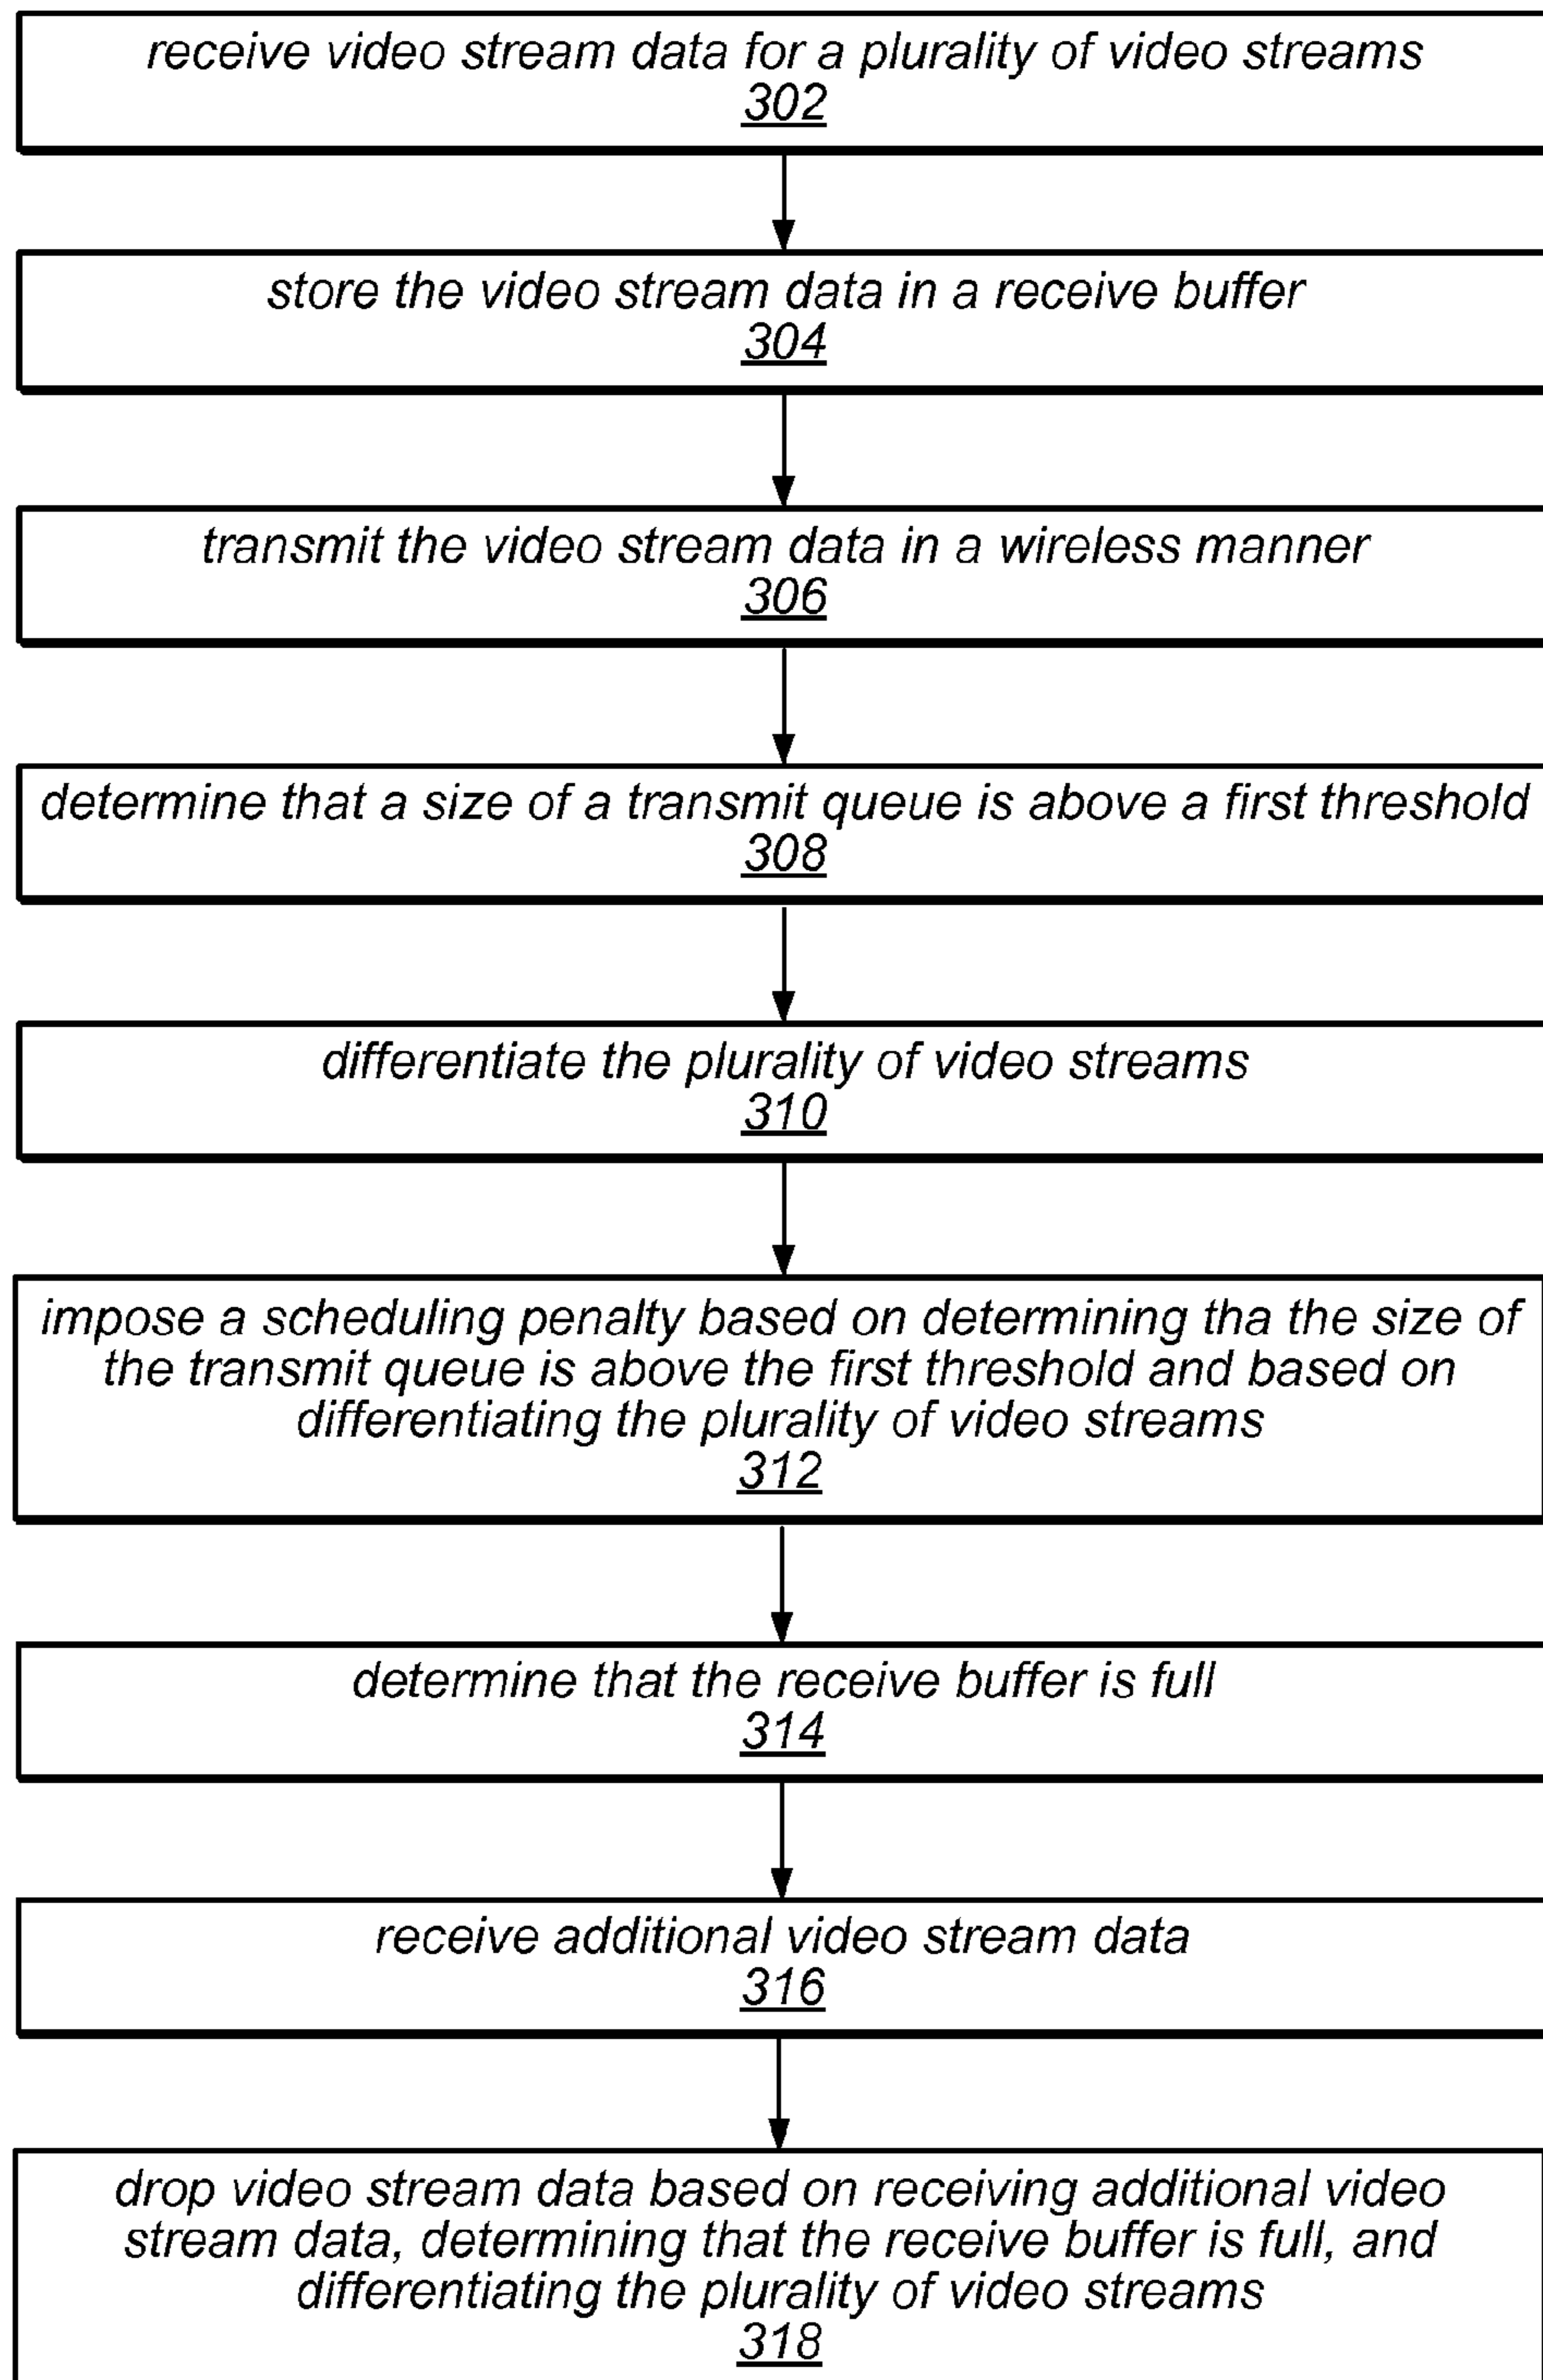 receive video stream data for a plurality of video streams
302
store the video stream data in a receive buffer
304
transmit the video stream data in a wireless manner
306
determine that a size of a transmit queue is above a first threshold
308
differentiate the plurality of video streams
310
impose a scheduling penalty based on determining tha the size of
the transmit queue is above the first threshold and based on
differentiating the plurality of video streams
312
determine that the receive buffer is full
314
receive additional video stream data
316
drop video stream data based on receiving additional video
stream data, determining that the receive buffer is full, and
differentiating the plurality of video streams
318